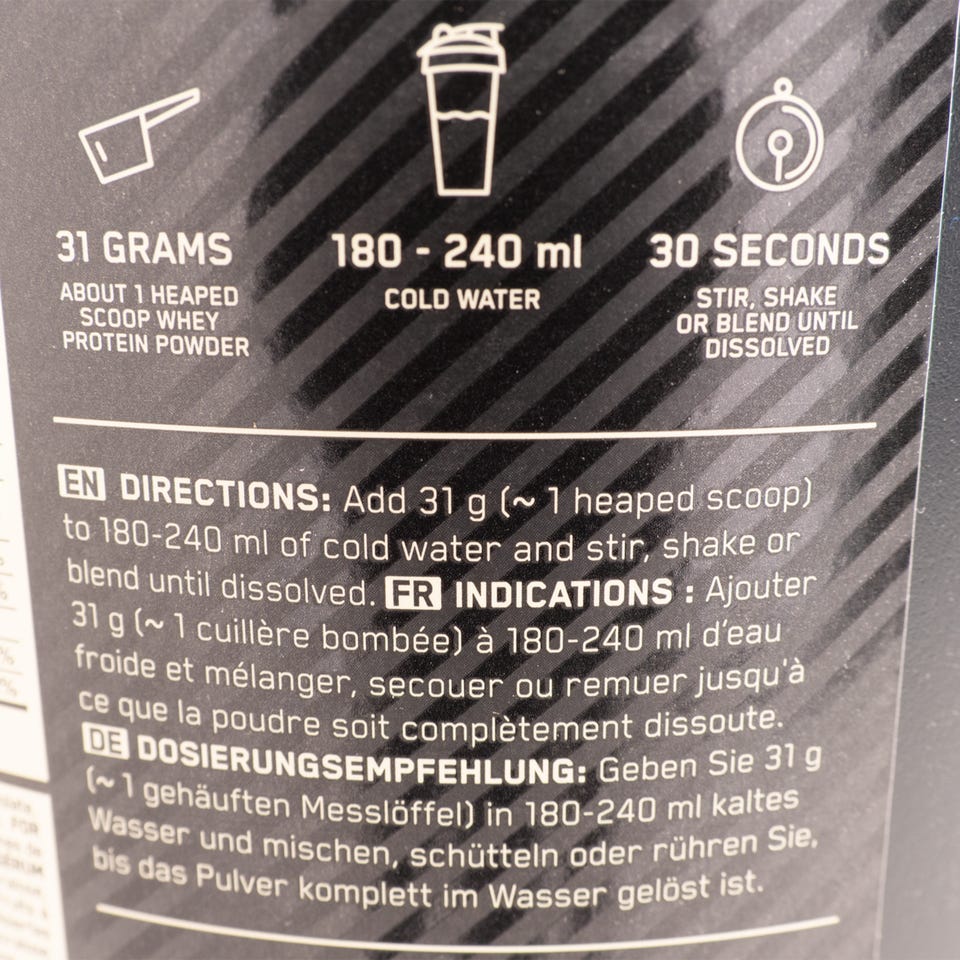 31 GRAMS
ABOUT 1 HEAPED
SCOOP WHEY
PROTEIN POWDER
180 - 240 ml
COLD WATER
30 SECONDS
STIR, SHAKE
OR BLEND UNTIL
DISSOLVED
EN DIRECTIONS: Add 31 g (~ 1 heaped scoop)
to 180-240 ml of cold water and stir, shake or
blend until dissolved. FR INDICATIONS : Ajouter
31 g (~ 1 cuillère bombée) à 180-240 ml d'eau
froide et mélanger, secouer ou remuer jusqu'à
ce que la poudre soit complètement dissoute.
DE DOSIERUNGSEMPFEHLUNG: Geben Sie 31 g
(~ 1 gehäuften Messlöffel) in 180-240 ml kaltes
Wasser und mischen, schütteln oder rühren Sie,
bis das Pulver komplett im Wasser gelöst ist.